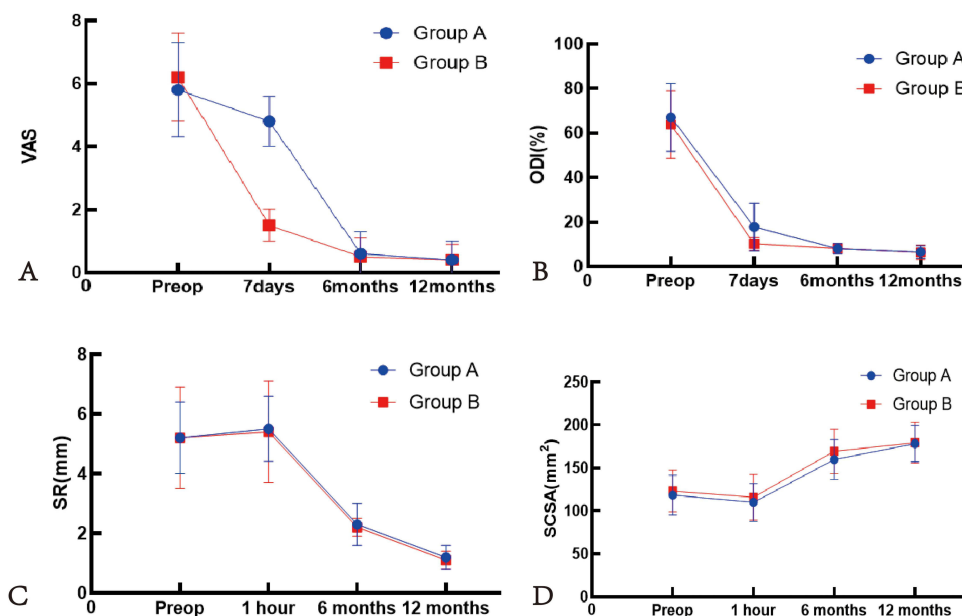 8
6
4
2
0
VAS
Group A
Group B
0
Preop
7days
6months
12months
A
100
80
60
40
20
0
ODI(%)
Group A
Group B
0
Preop
7days
6months
12months
B
8
6
4
2
0
SR(mm)
Group A
Group B
0
Preop
1 hour
6 months
12 months
C
250
200
150
100
50
0
SCSA(mm²)
Group A
Group B
0
Preop
1 hour
6 months
12 months
D